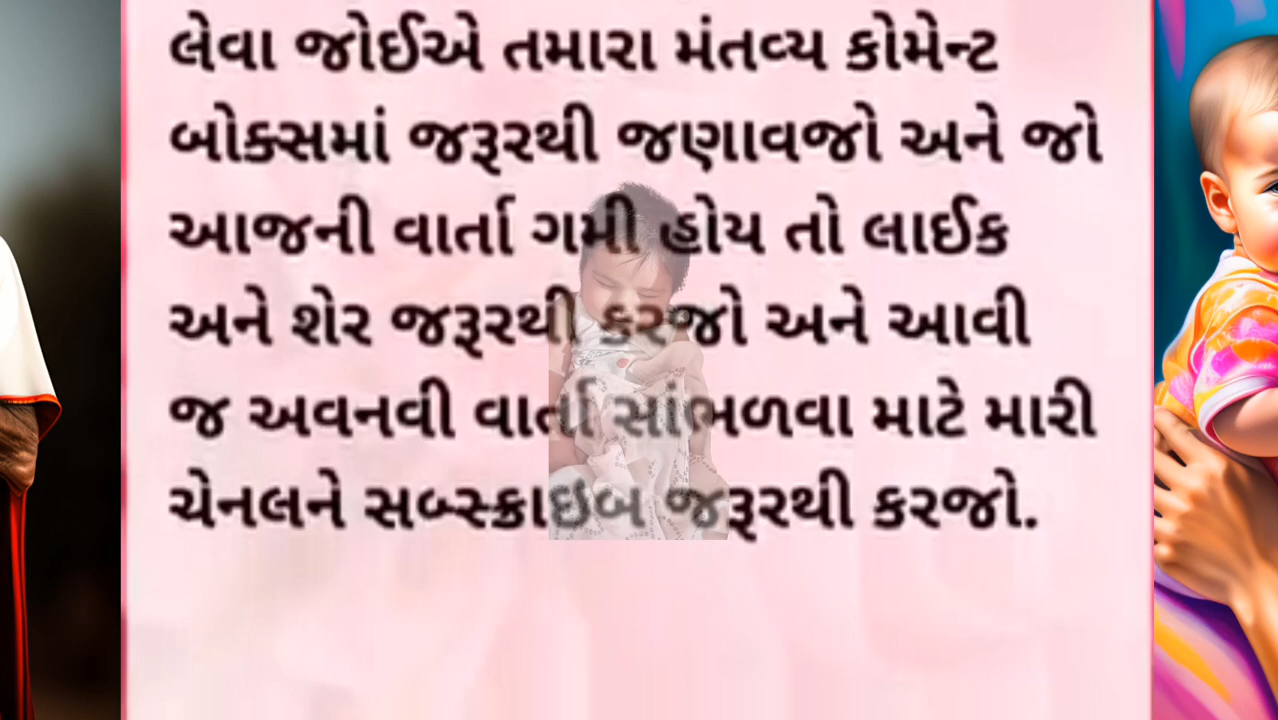 લેવા જોઈએ તમારા મંતવ્ય કોમેન્ટ
બોક્સમાં જરૂરથી જણાવજો અને જો
આજની વાર્તા ગમી હોય તો લાઈક
અને શેર જરૂરથી કરજો અને આવી
જ અવનવી વાર્તા સાંભળવા માટે મારી
ચેનલને સબ્સ્ક્રાઇબ જરૂરથી કરજો.